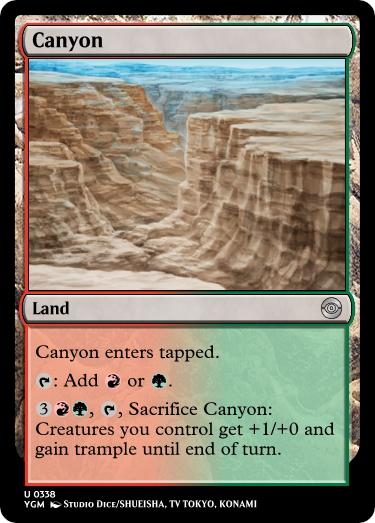 Canyon
Land
Canyon enters tapped.
: Add or .
3 , , Sacrifice Canyon:
Creatures you control get +1/+0 and
gain trample until end of turn.
U 0338
YGM Studio Dice/SHUEISHA, TV TOKYO, KONAMI